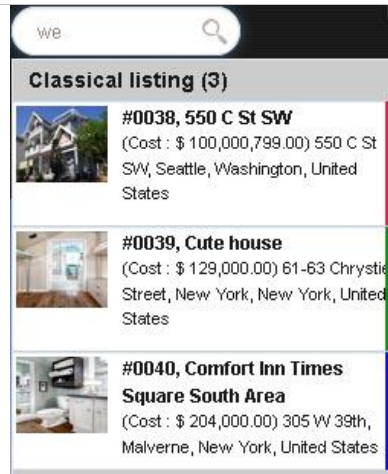 we
Classical listing (3)
#0038, 550 C St SW
(Cost : $ 100,000,799.00) 550 C St
SW, Seattle, Washington, United
States
#0039, Cute house
(Cost : $ 129,000.00) 61-63 Chrystie
Street, New York, New York, United
States
#0040, Comfort Inn Times
Square South Area
(Cost : $ 204,000.00) 305 W 39th,
Malverne, New York, United States